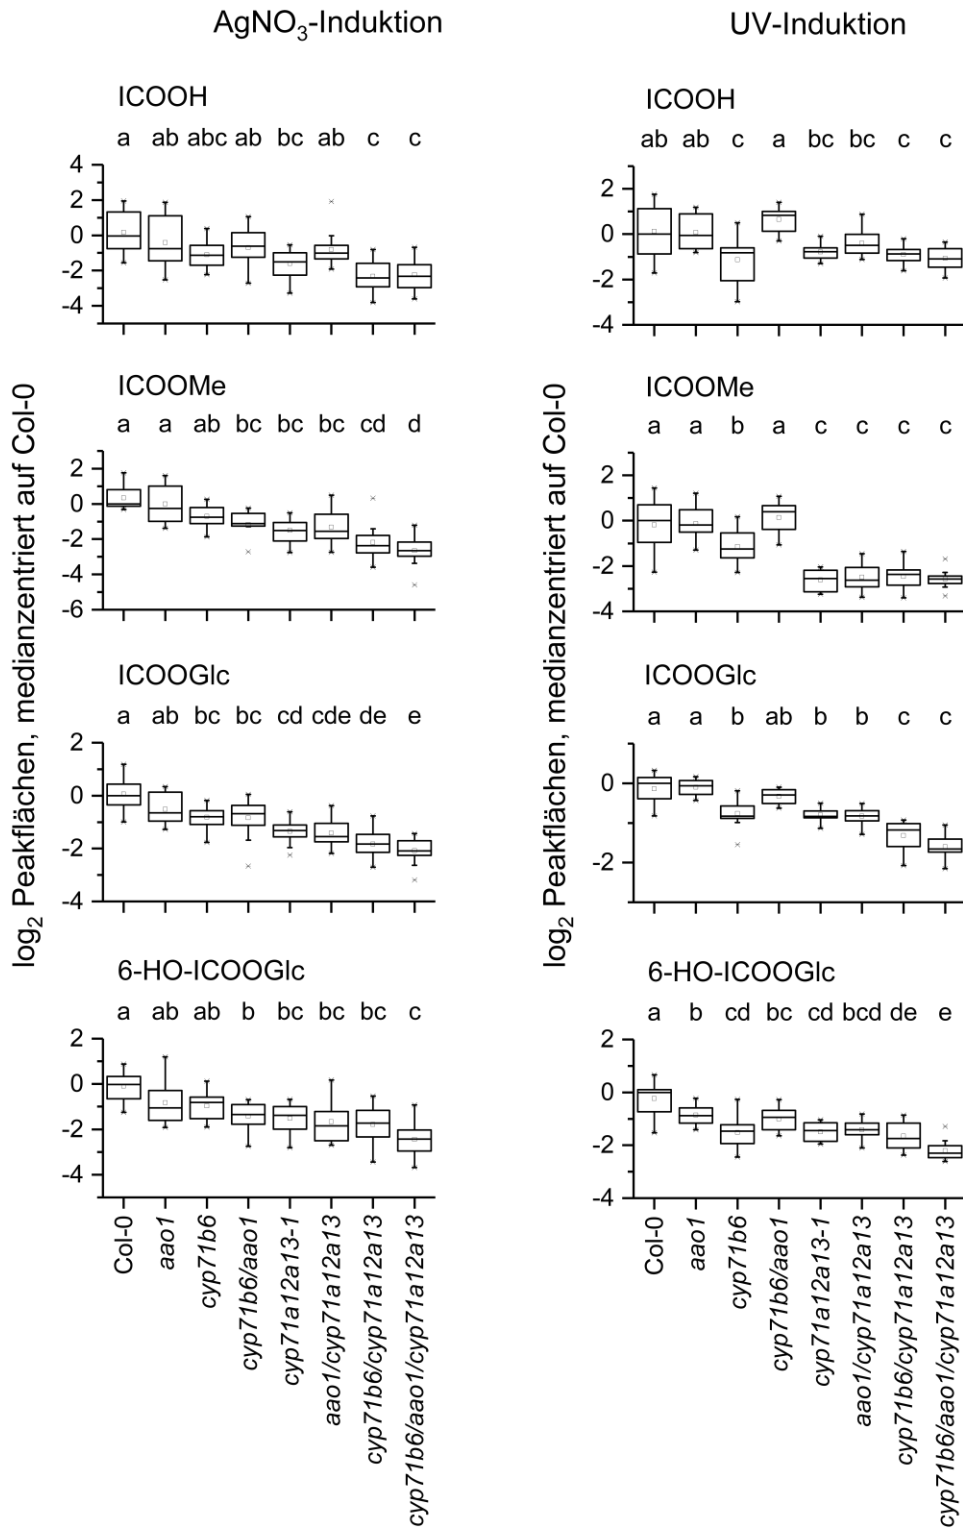 AgNO₃-Induktion
UV-Induktion
log₂ Peakflächen, medianzentriert auf Col-0
ICOOH
a ab abc ab bc ab c c
4
2
0
-2
-4
ICOOMe
a a ab bc bc bc cd d
2
0
-2
-4
-6
ICOOGlc
a ab bc bc cd cde de e
2
0
-2
-4
6-HO-ICOOGlc
a ab ab b bc bc bc c
2
0
-2
-4
Col-0
aao1
cyp71b6
cyp71b6/aao1
cyp71a12a13-1
aao1/cyp71a12a13
cyp71b6/cyp71a12a13
cyp71b6/aao1/cyp71a12a13
log₂ Peakflächen, medianzentriert auf Col-0
ICOOH
ab ab c a bc bc c c
2
0
-2
-4
ICOOMe
a a b a c c c c
2
0
-2
-4
ICOOGlc
a a b ab b b c c
0
-2
6-HO-ICOOGlc
a b cd bc cd bcd de e
2
0
-2
-4
Col-0
aao1
cyp71b6
cyp71b6/aao1
cyp71a12a13-1
aao1/cyp71a12a13
cyp71b6/cyp71a12a13
cyp71b6/aao1/cyp71a12a13